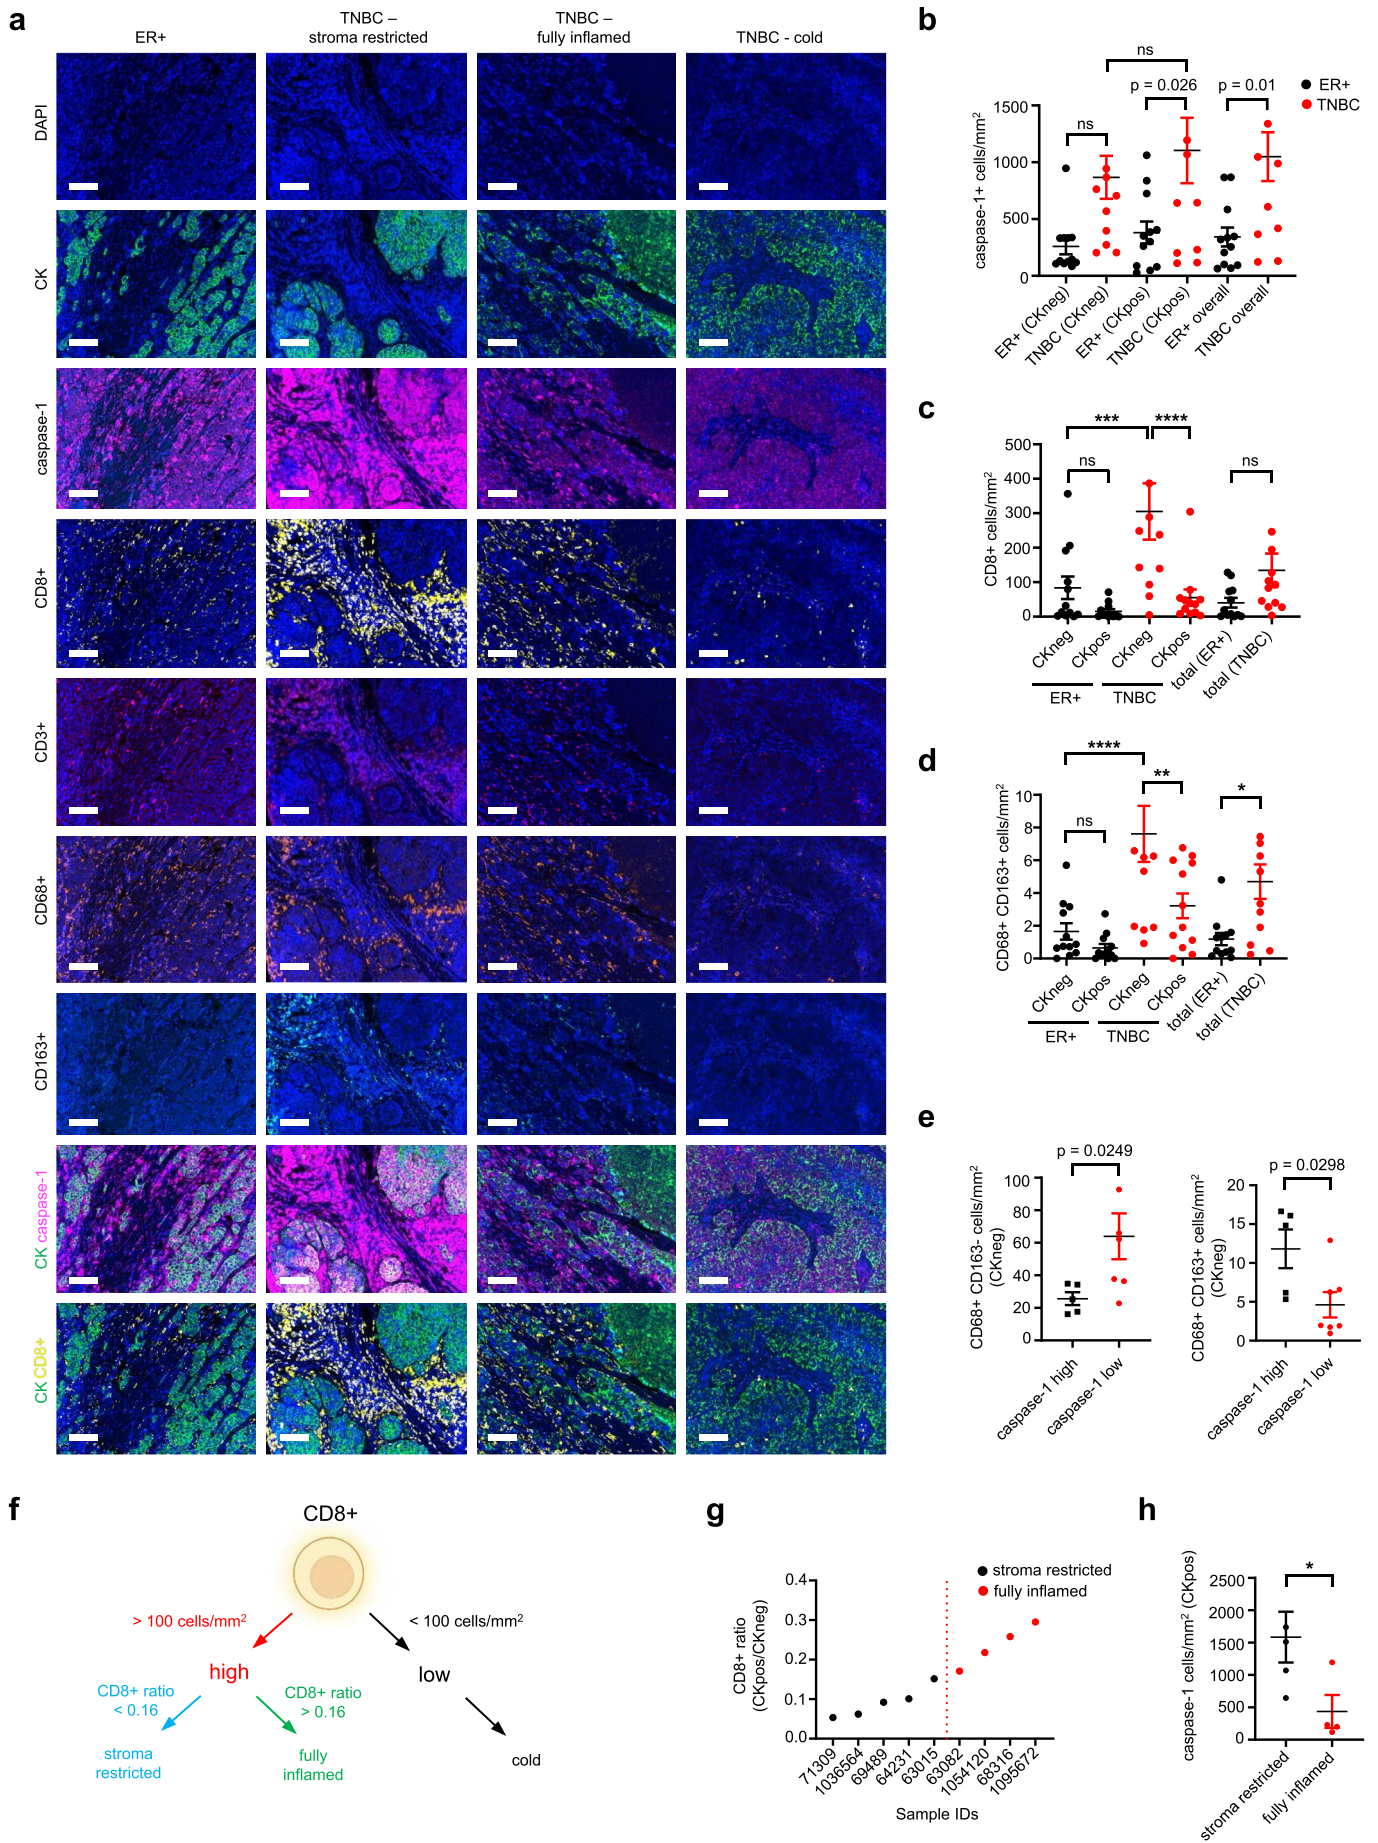 a
ER+
TNBC –
stroma restricted
TNBC –
fully inflamed
TNBC - cold
DAPI
CK
caspase-1
CD8+
CD3+
CD68+
CD163+
CK caspase-1
CK CD8+
b
ns
p = 0.026
p = 0.01
ns
ER+
TNBC
caspase-1+ cells/mm²
1500
1000
500
0
ER+ (CKneg)
TNBC (CKneg)
ER+ (CKpos)
TNBC (CKpos)
ER+ overall
TNBC overall
c
***
****
ns
ns
CD8+ cells/mm²
500
400
300
200
100
0
CKneg
CKpos
CKneg
CKpos
total (ER+)
total (TNBC)
ER+
TNBC
d
****
**
*
ns
CD68+ CD163+ cells/mm²
10
8
6
4
2
0
CKneg
CKpos
CKneg
CKpos
total (ER+)
total (TNBC)
ER+
TNBC
e
p = 0.0249
CD68+ CD163- cells/mm²
(CKneg)
100
80
60
40
20
0
caspase-1 high
caspase-1 low
p = 0.0298
CD68+ CD163+ cells/mm²
(CKneg)
20
15
10
5
0
caspase-1 high
caspase-1 low
f
CD8+
> 100 cells/mm²
< 100 cells/mm²
high
low
CD8+ ratio
< 0.16
CD8+ ratio
> 0.16
stroma
restricted
fully
inflamed
cold
g
stroma restricted
fully inflamed
CD8+ ratio
(CKpos/CKneg)
0.4
0.3
0.2
0.1
0.0
71309
1036564
69489
64231
63015
63082
1054120
68316
1095672
Sample IDs
h
*
caspase-1 cells/mm² (CKpos)
2500
2000
1500
1000
500
0
stroma restricted
fully inflamed